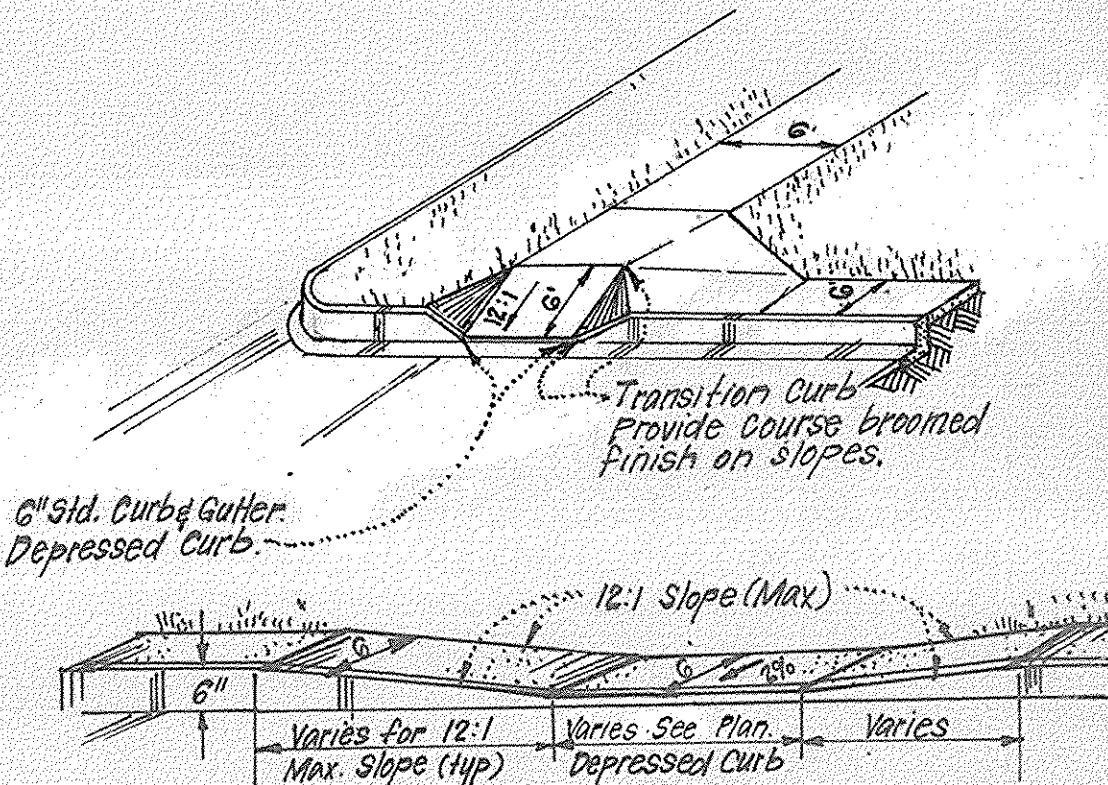 6'
12:1
6'
6'
Transition Curb
Provide Course broomed
finish on slopes.
6" Std. Curb & Gutter.
Depressed Curb.
12:1 Slope (Max)
6
6
2%
6"
Varies for 12:1
Max. Slope (typ)
Varies See Plan.
Depressed Curb
Varies